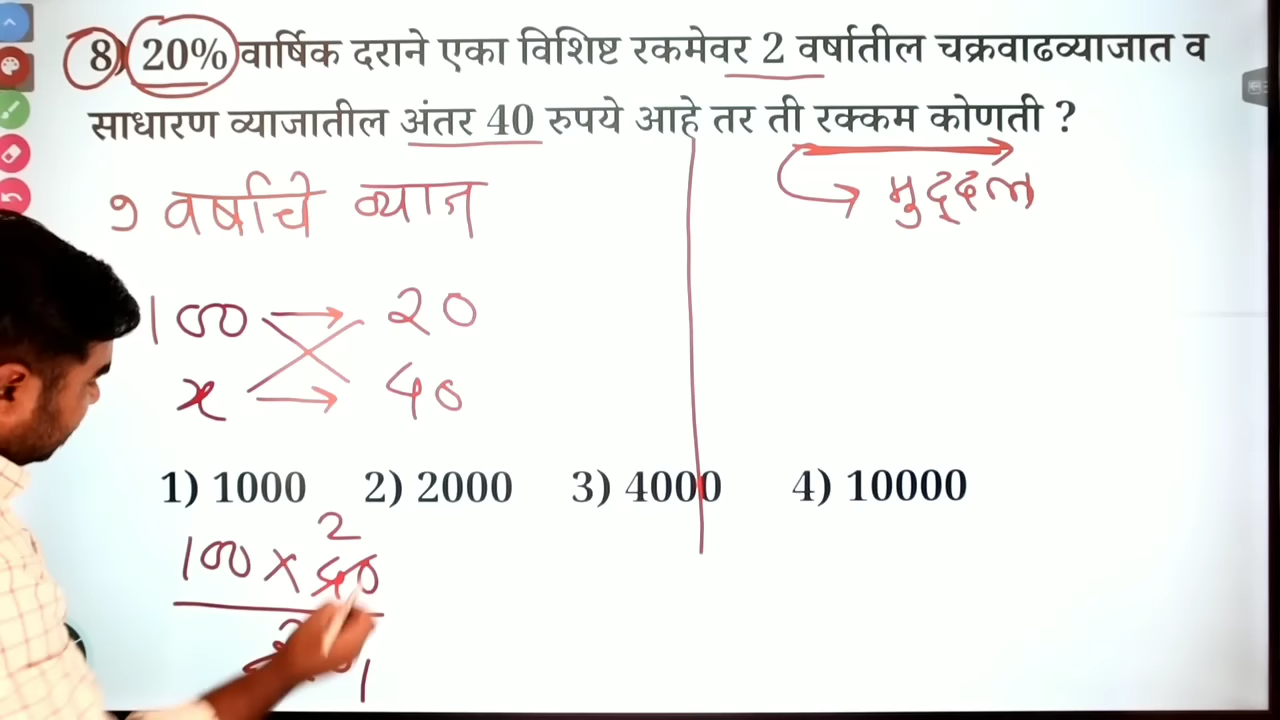 8) 20% वार्षिक दराने एका विशिष्ट रकमेवर 2 वर्षातील चक्रवाढव्याजात व
साधारण व्याजातील अंतर 40 रुपये आहे तर ती रक्कम कोणती ?
मुद्दल
१ वर्षाचे व्याज
100 → 20
x → 40
1) 1000 2) 2000 3) 4000 4) 10000
2
100 × 40
1